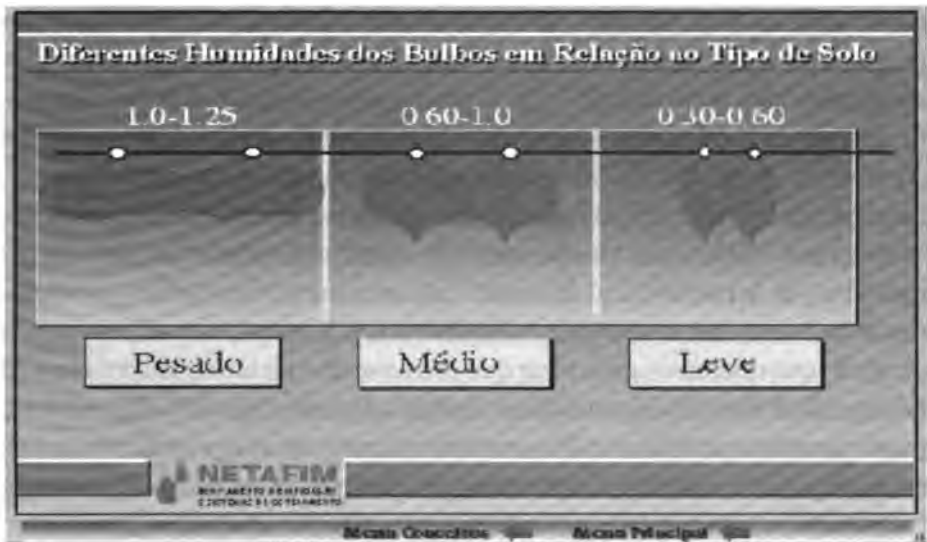 Diferentes Humidades dos Bulbos em Relação ao Tipo de Solo
1.0-1.25 0.60-1.0 0.30-0.60
Pesado Médio Leve
NETAFIM
Menu Conceitos Menu Principal